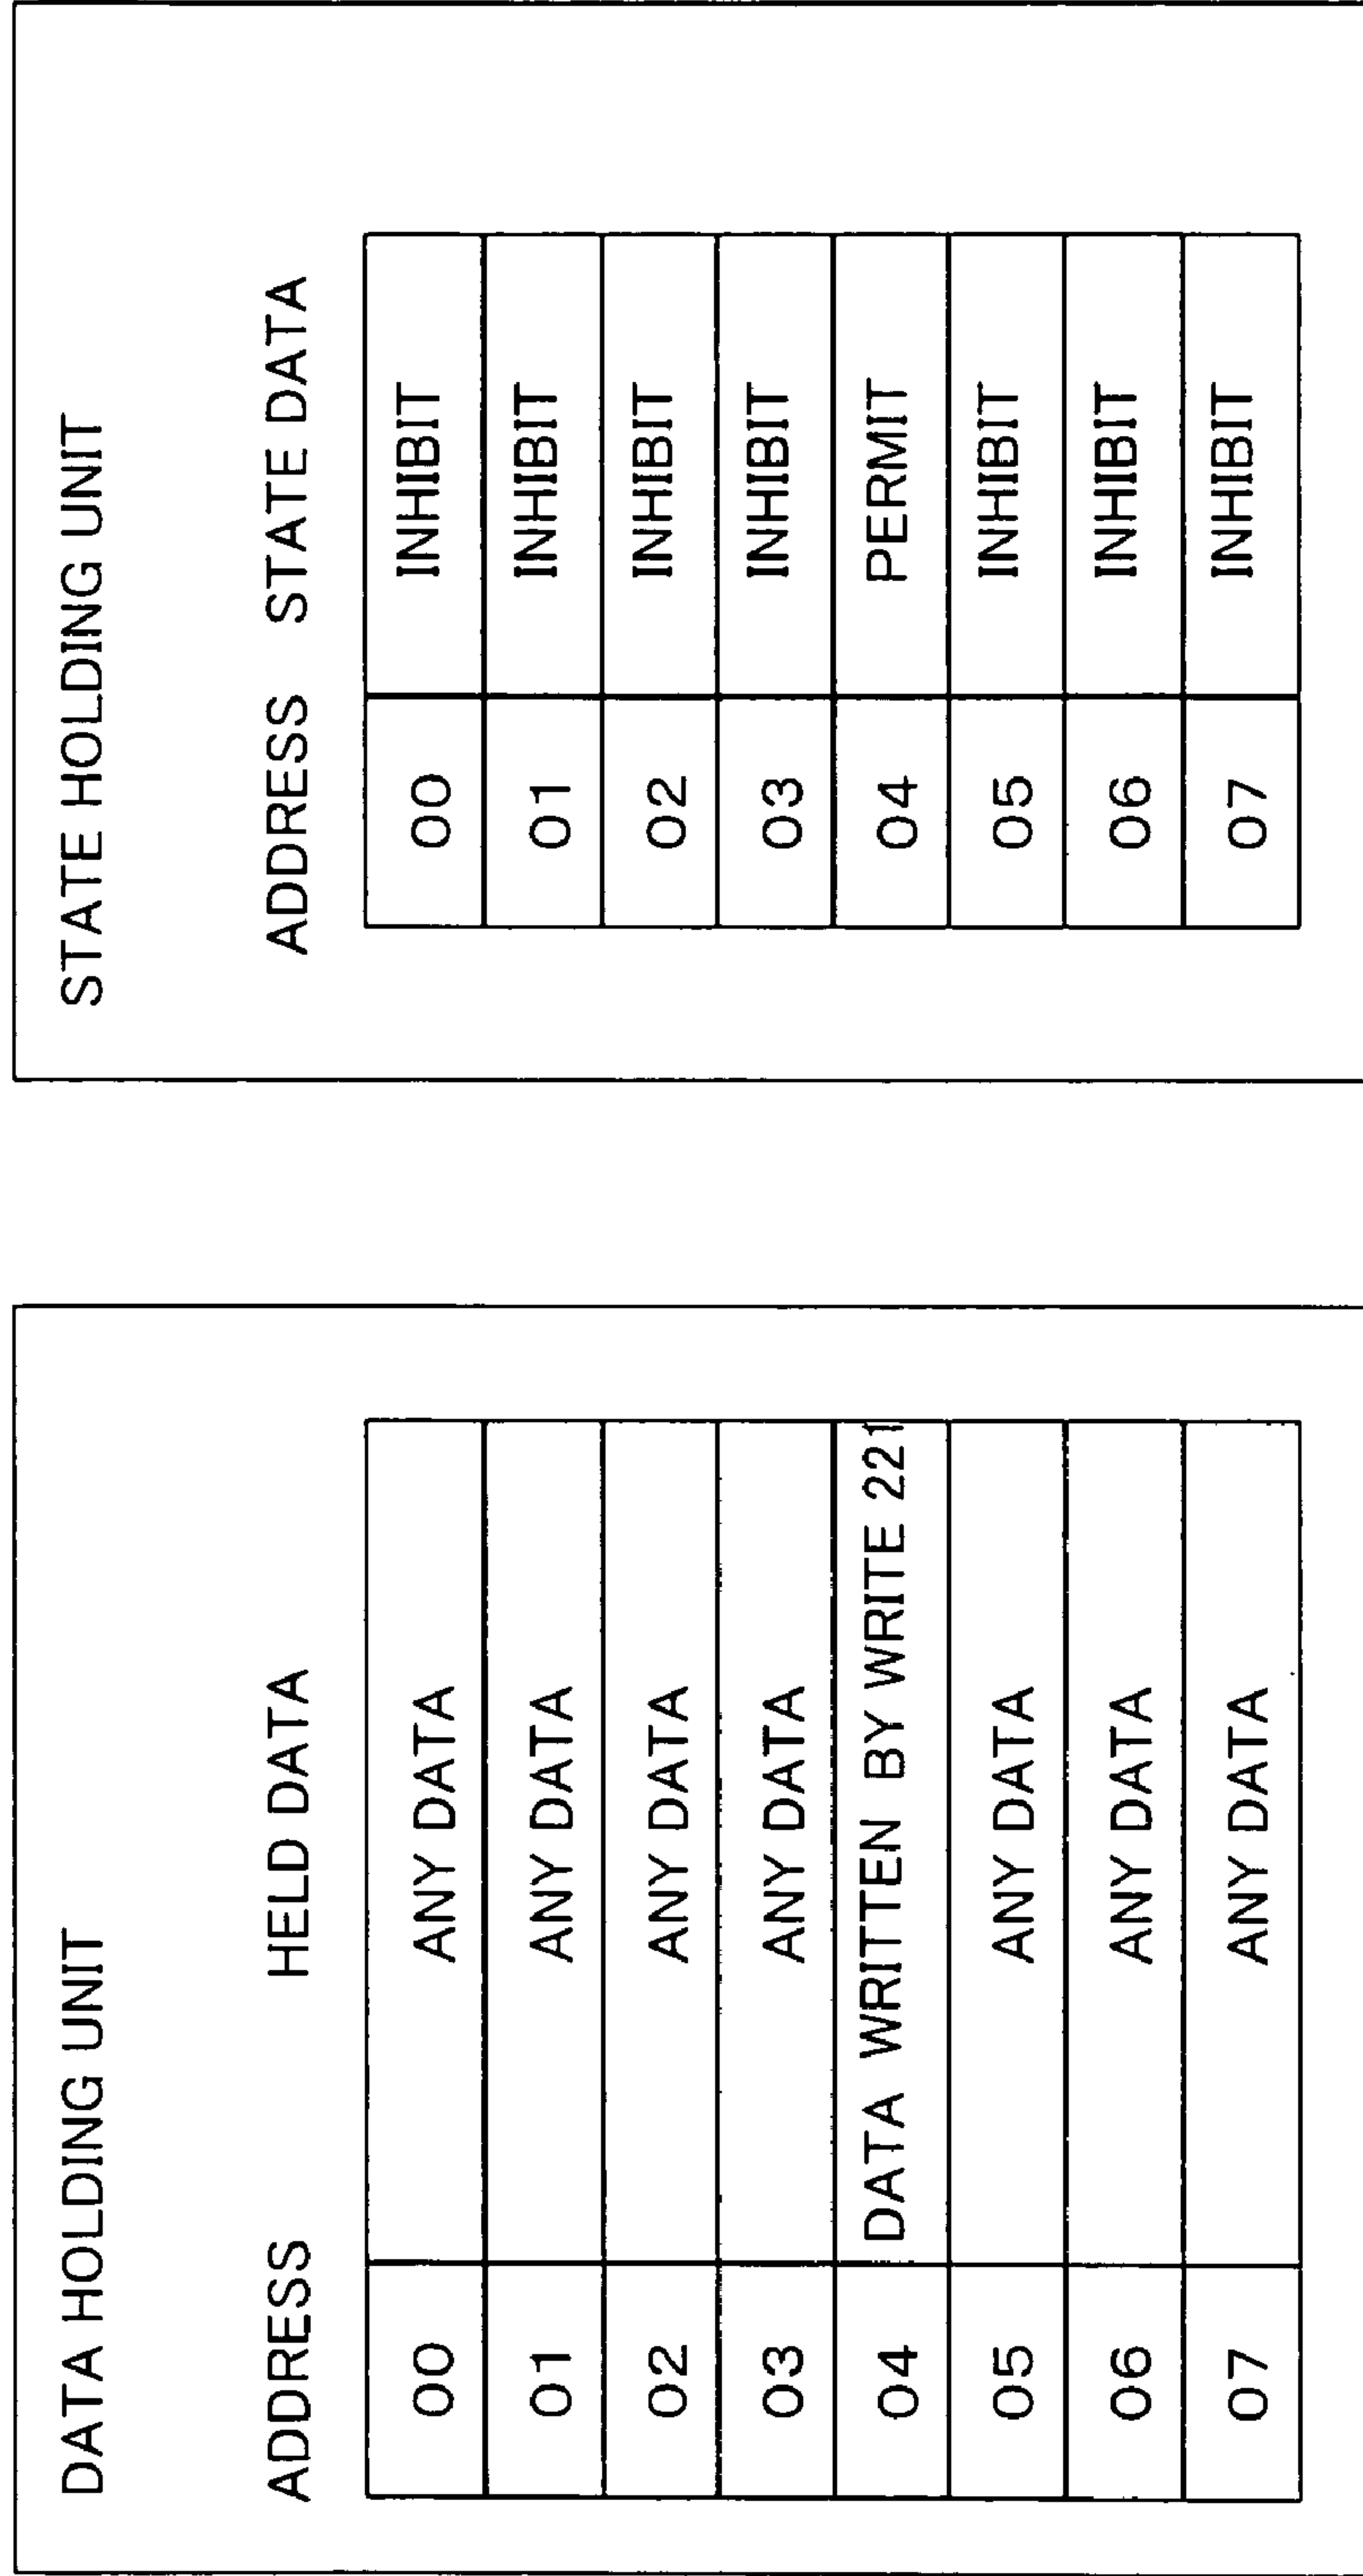 DATA HOLDING UNIT
ADDRESS HELD DATA
00 ANY DATA
01 ANY DATA
02 ANY DATA
03 ANY DATA
04 DATA WRITTEN BY WRITE 221
05 ANY DATA
06 ANY DATA
07 ANY DATA
STATE HOLDING UNIT
ADDRESS STATE DATA
00 INHIBIT
01 INHIBIT
02 INHIBIT
03 INHIBIT
04 PERMIT
05 INHIBIT
06 INHIBIT
07 INHIBIT